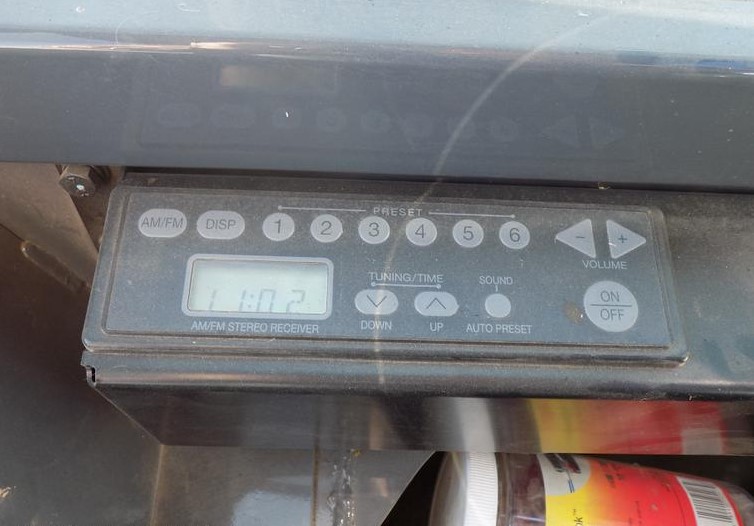 PRESET
AM/FM DISP 1 2 3 4 5 6 - +
VOLUME
TUNING/TIME SOUND
11:02
ON
OFF
AM/FM STEREO RECEIVER DOWN UP AUTO PRESET